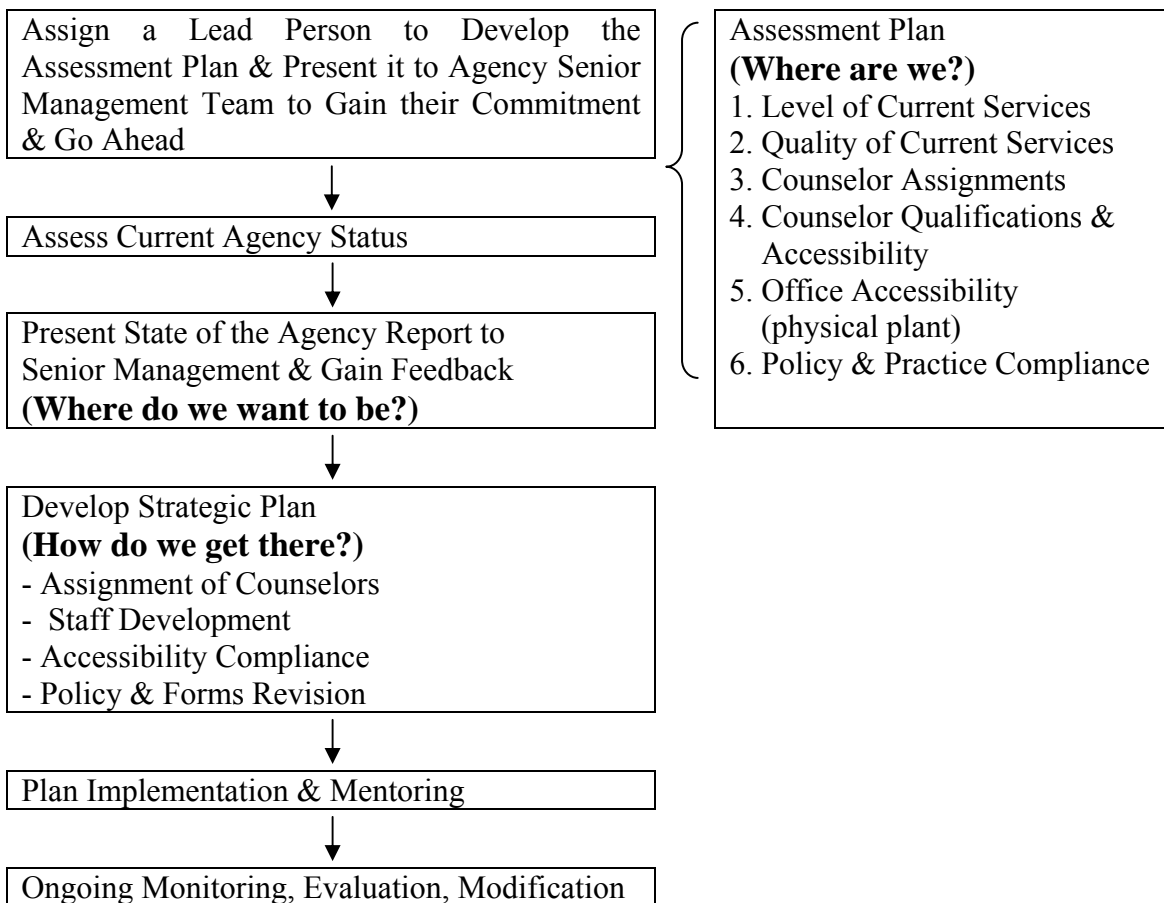 Assign a Lead Person to Develop the
Assessment Plan & Present it to Agency Senior
Management Team to Gain their Commitment
& Go Ahead
Assess Current Agency Status
Present State of the Agency Report to
Senior Management & Gain Feedback
(Where do we want to be?)
Develop Strategic Plan
(How do we get there?)
- Assignment of Counselors
- Staff Development
- Accessibility Compliance
- Policy & Forms Revision
Plan Implementation & Mentoring
Ongoing Monitoring, Evaluation, Modification
Assessment Plan
(Where are we?)
1. Level of Current Services
2. Quality of Current Services
3. Counselor Assignments
4. Counselor Qualifications &
Accessibility
5. Office Accessibility
(physical plant)
6. Policy & Practice Compliance